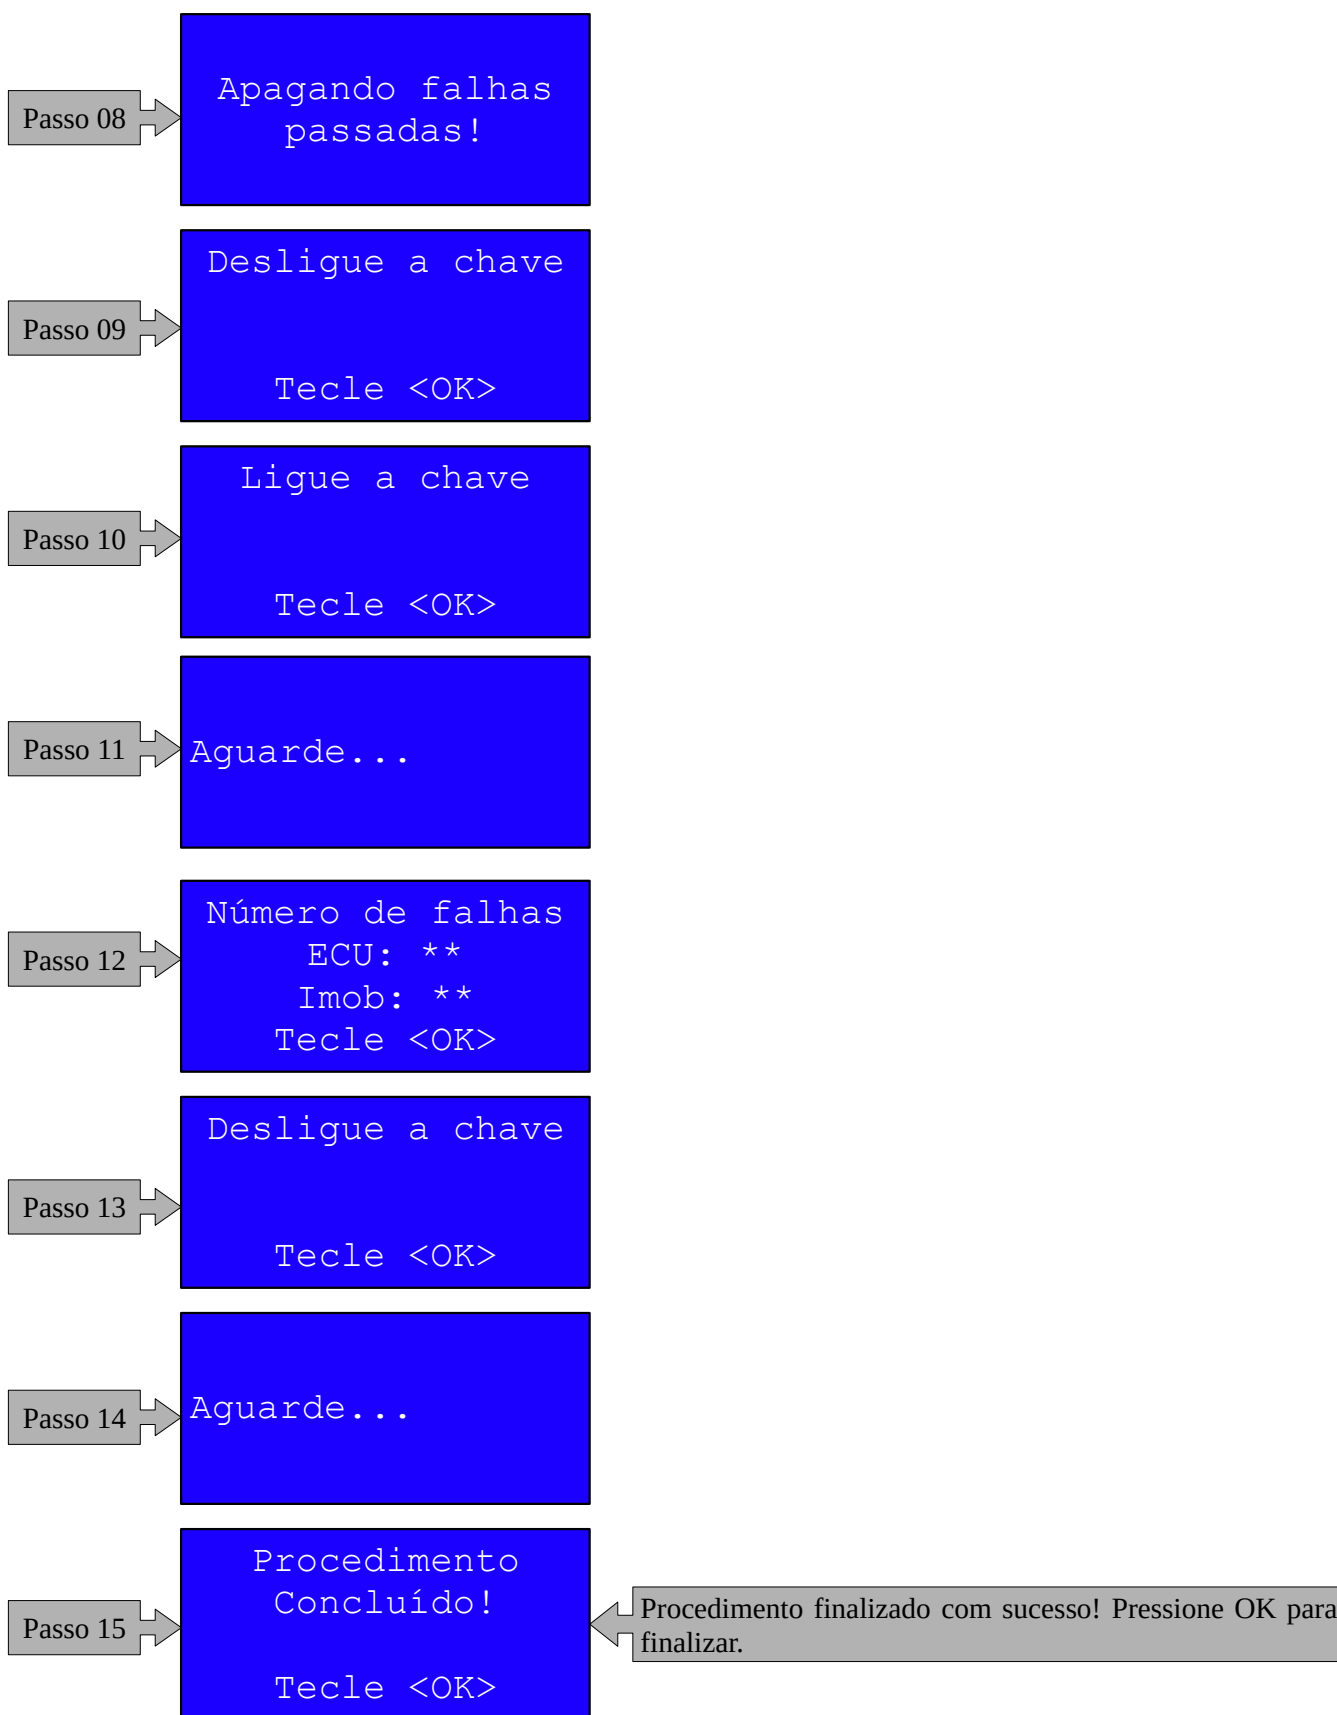 Passo 08
Apagando falhas
passadas!
Passo 09
Desligue a chave
Tecle <OK>
Passo 10
Ligue a chave
Tecle <OK>
Passo 11
Aguarde...
Passo 12
Número de falhas
ECU: **
Imob: **
Tecle <OK>
Passo 13
Desligue a chave
Tecle <OK>
Passo 14
Aguarde...
Passo 15
Procedimento
Concluído!
Tecle <OK>
Procedimento finalizado com sucesso! Pressione OK para
finalizar.